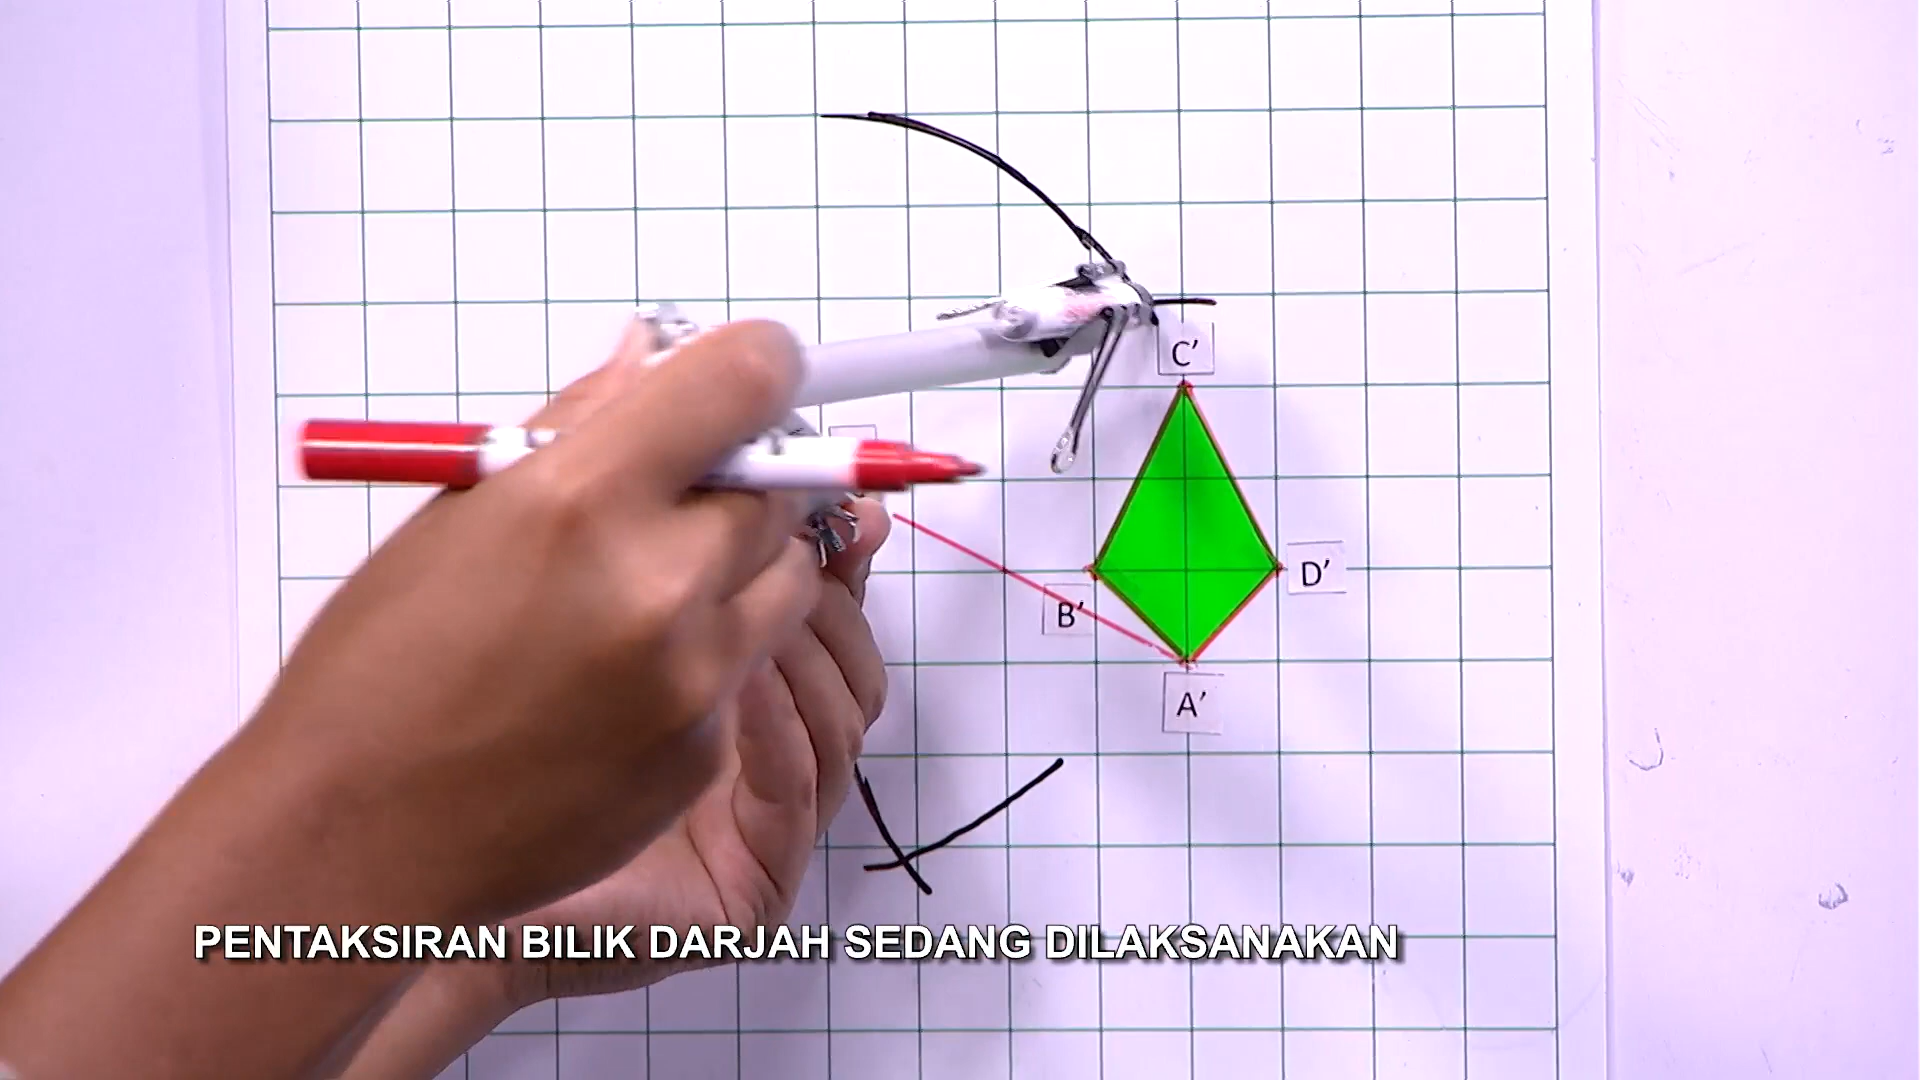 C’
D’
B’
A’
PENTAKSIRAN BILIK DARJAH SEDANG DILAKSANAKAN